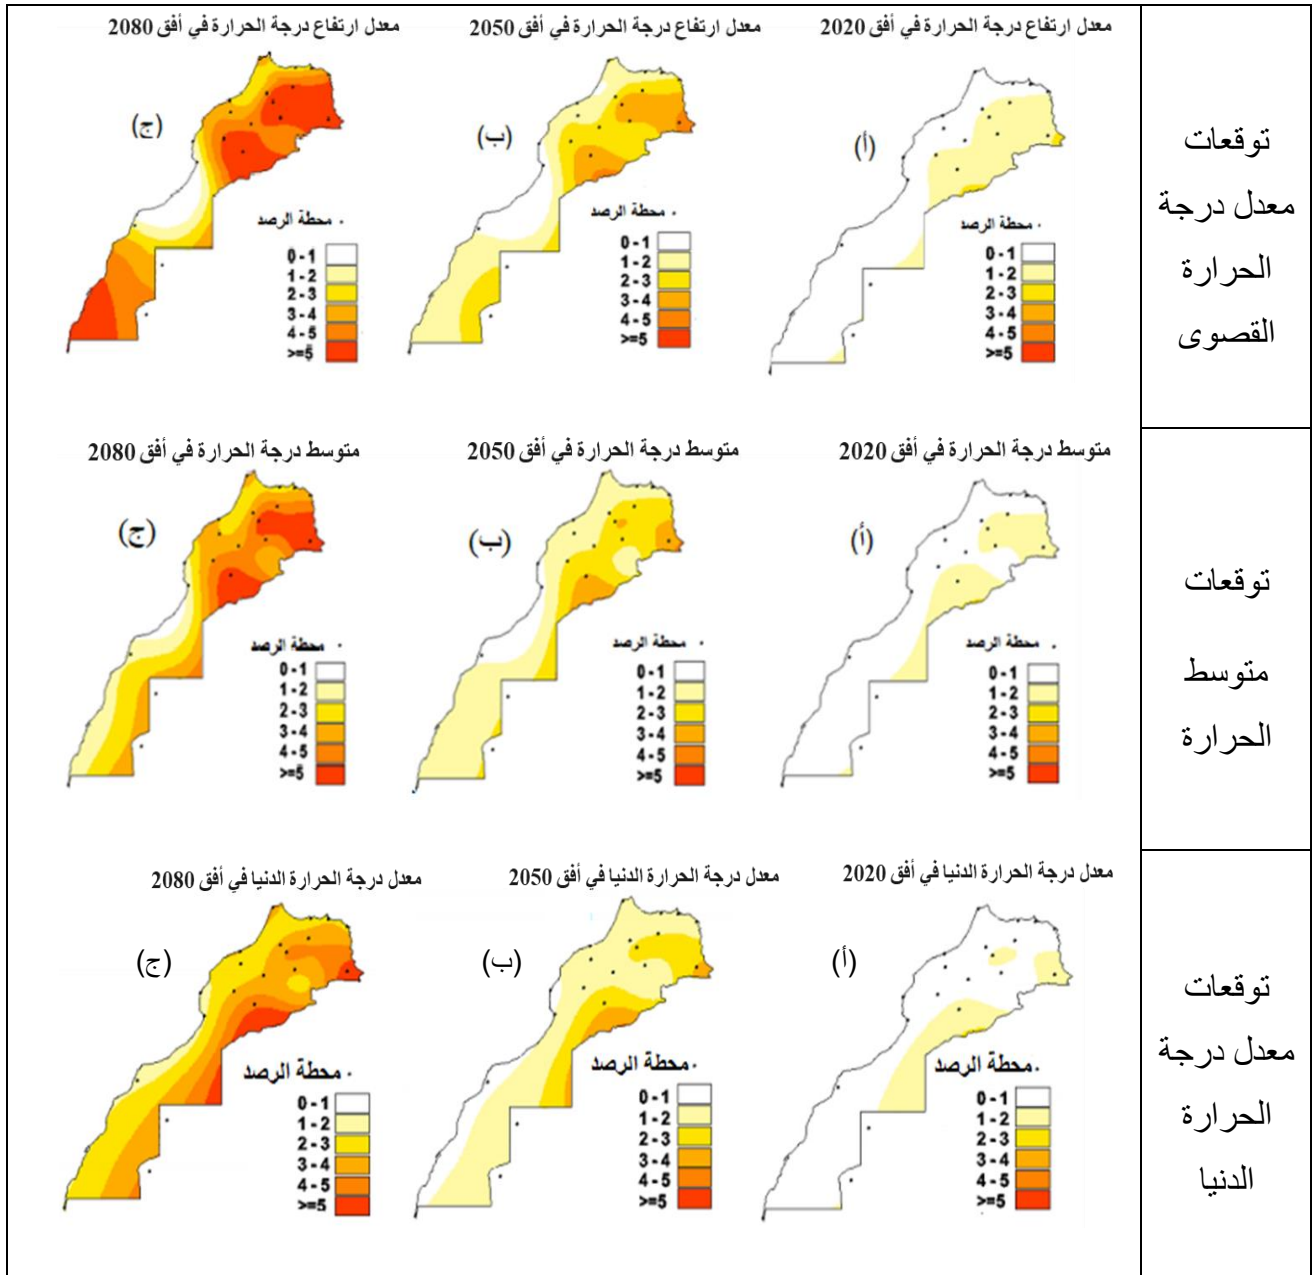 توقعات
معدل درجة
الحرارة
القصوى
معدل ارتفاع درجة الحرارة في أفق 2020
(أ)
محطة الرصد
0 - 1
1 - 2
2 - 3
3 - 4
4 - 5
>=5
معدل ارتفاع درجة الحرارة في أفق 2050
(ب)
محطة الرصد
0 - 1
1 - 2
2 - 3
3 - 4
4 - 5
>=5
معدل ارتفاع درجة الحرارة في أفق 2080
(ج)
محطة الرصد
0 - 1
1 - 2
2 - 3
3 - 4
4 - 5
>=5
توقعات
متوسط
الحرارة
متوسط درجة الحرارة في أفق 2020
(أ)
محطة الرصد
0 - 1
1 - 2
2 - 3
3 - 4
4 - 5
>=5
متوسط درجة الحرارة في أفق 2050
(ب)
محطة الرصد
0 - 1
1 - 2
2 - 3
3 - 4
4 - 5
>=5
متوسط درجة الحرارة في أفق 2080
(ج)
محطة الرصد
0 - 1
1 - 2
2 - 3
3 - 4
4 - 5
>=5
توقعات
معدل درجة
الحرارة
الدنيا
معدل درجة الحرارة الدنيا في أفق 2020
(أ)
محطة الرصد
0 - 1
1 - 2
2 - 3
3 - 4
4 - 5
>=5
معدل درجة الحرارة الدنيا في أفق 2050
(ب)
محطة الرصد
0 - 1
1 - 2
2 - 3
3 - 4
4 - 5
>=5
معدل درجة الحرارة الدنيا في أفق 2080
(ج)
محطة الرصد
0 - 1
1 - 2
2 - 3
3 - 4
4 - 5
>=5